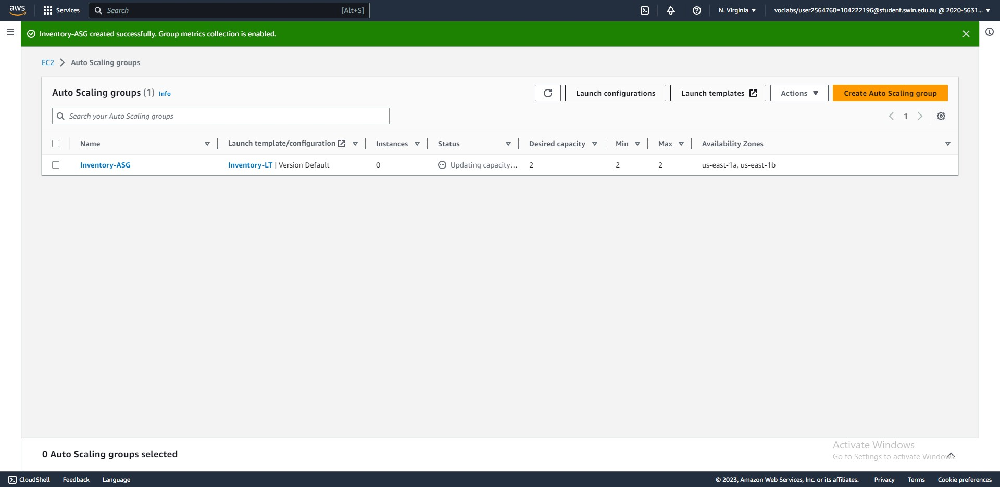 aws
Services
Search
[Alt+S]
N. Virginia
voclabs/user2564760=104222196@student.swin.edu.au @ 2020-5631...
Inventory-ASG created successfully. Group metrics collection is enabled.
EC2
Auto Scaling groups
Auto Scaling groups (1) Info
Launch configurations
Launch templates
Actions
Create Auto Scaling group
Search your Auto Scaling groups
1
Name
Launch template/configuration
Instances
Status
Desired capacity
Min
Max
Availability Zones
Inventory-ASG
Inventory-LT | Version Default
0
Updating capacity...
2
2
2
us-east-1a, us-east-1b
0 Auto Scaling groups selected
Activate Windows
Go to Settings to activate Windows.
CloudShell
Feedback
Language
© 2023, Amazon Web Services, Inc. or its affiliates.
Privacy
Terms
Cookie preferences